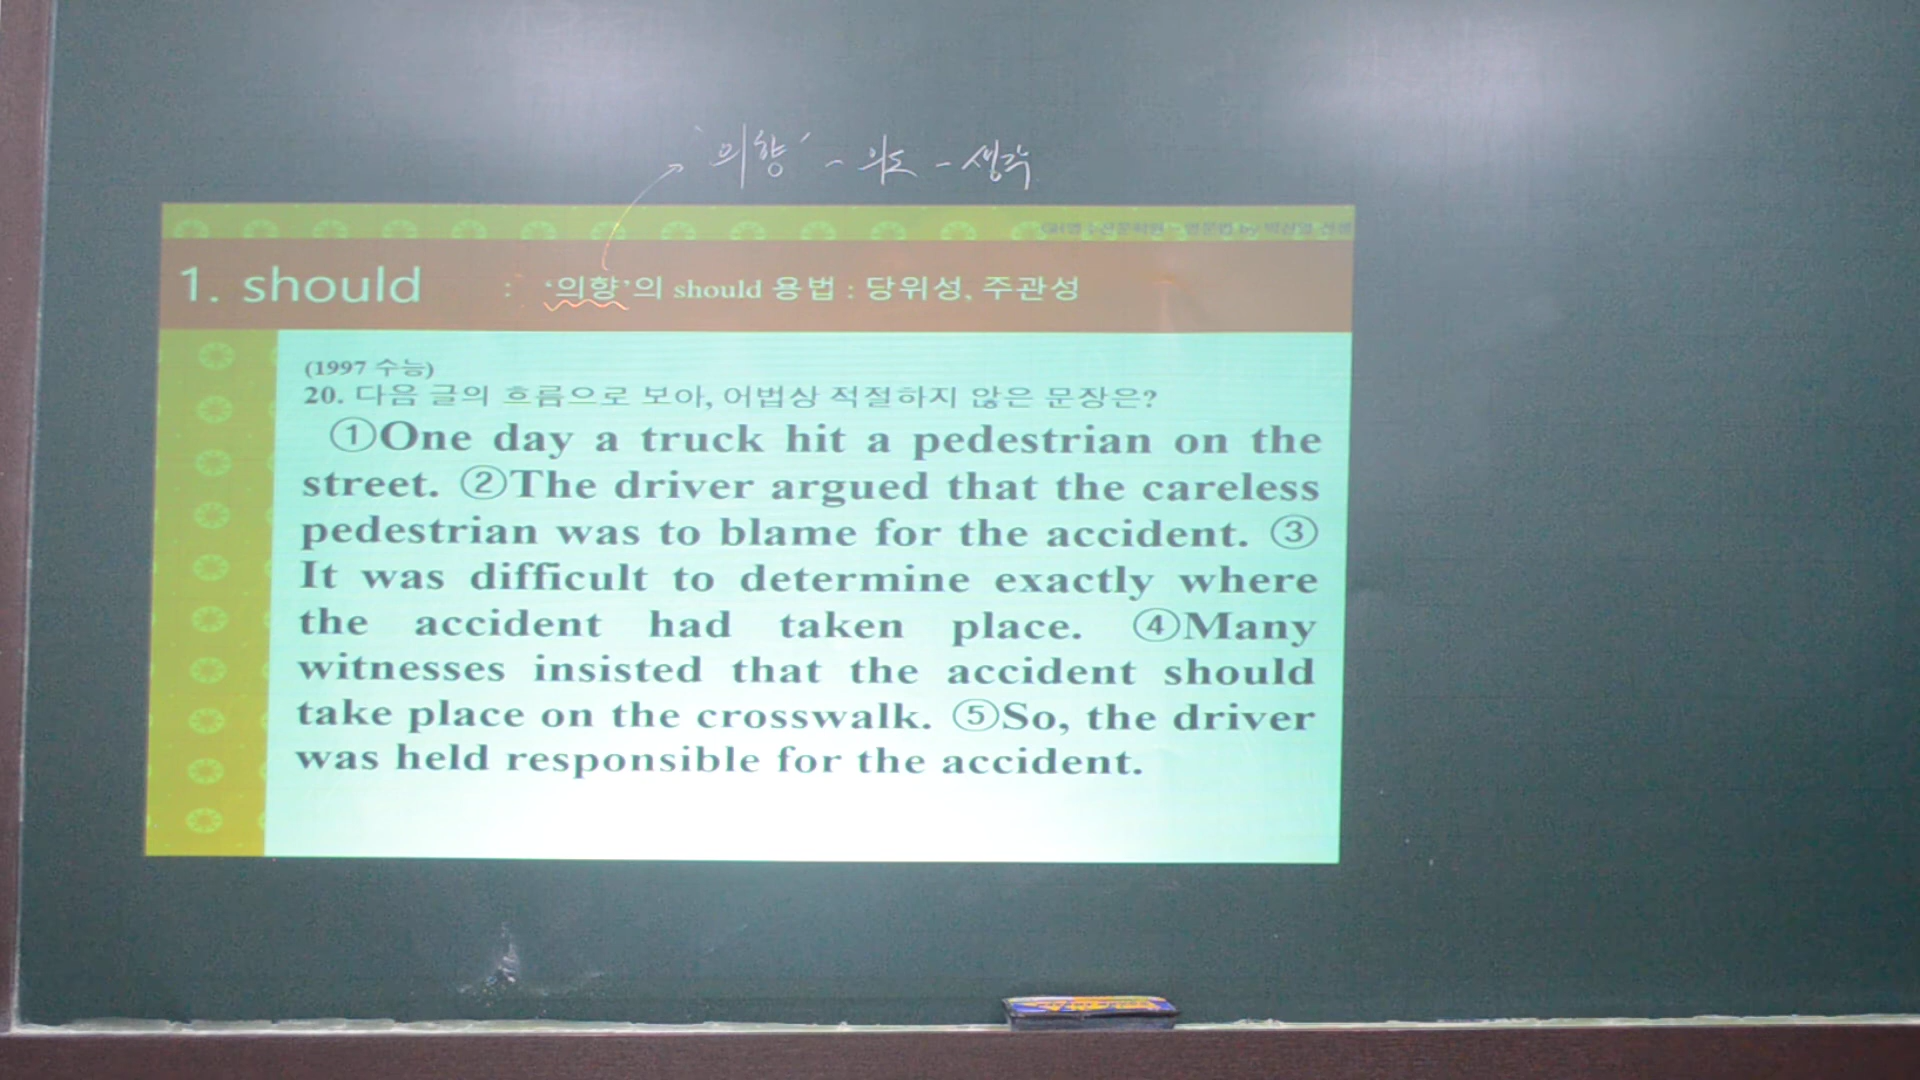 ‘의향’ - 의도 - 생각
1. should : ‘의향’의 should 용법 : 당위성, 주관성
(1997 수능)
20. 다음 글의 흐름으로 보아, 어법상 적절하지 않은 문장은?
①One day a truck hit a pedestrian on the
street. ②The driver argued that the careless
pedestrian was to blame for the accident. ③
It was difficult to determine exactly where
the accident had taken place. ④Many
witnesses insisted that the accident should
take place on the crosswalk. ⑤So, the driver
was held responsible for the accident.